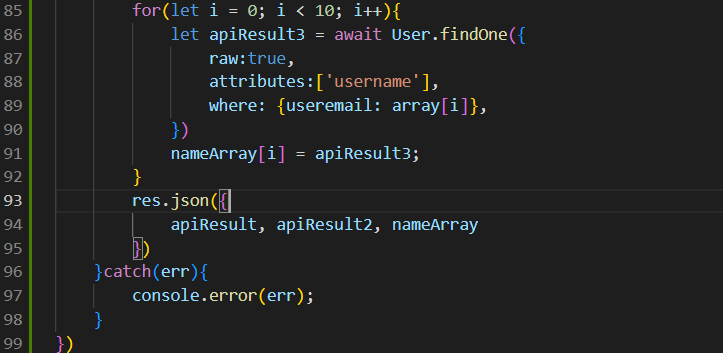 85 for(let i = 0; i < 10; i++){
86 let apiResult3 = await User.findOne({
87 raw:true,
88 attributes:['username'],
89 where: {useremail: array[i]},
90 })
91 nameArray[i] = apiResult3;
92 }
93 res.json({
94 apiResult, apiResult2, nameArray
95 })
96 }catch(err){
97 console.error(err);
98 }
99 })